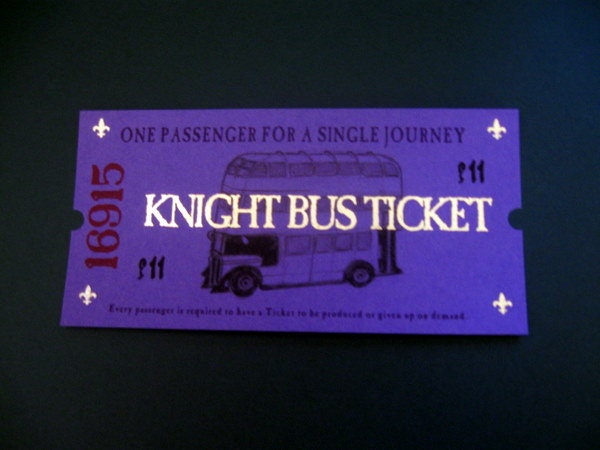 ONE PASSENGER FOR A SINGLE JOURNEY
£11
16915
KNIGHT BUS TICKET
£11
Every passenger is required to have a Ticket to be produced or given up on demand.